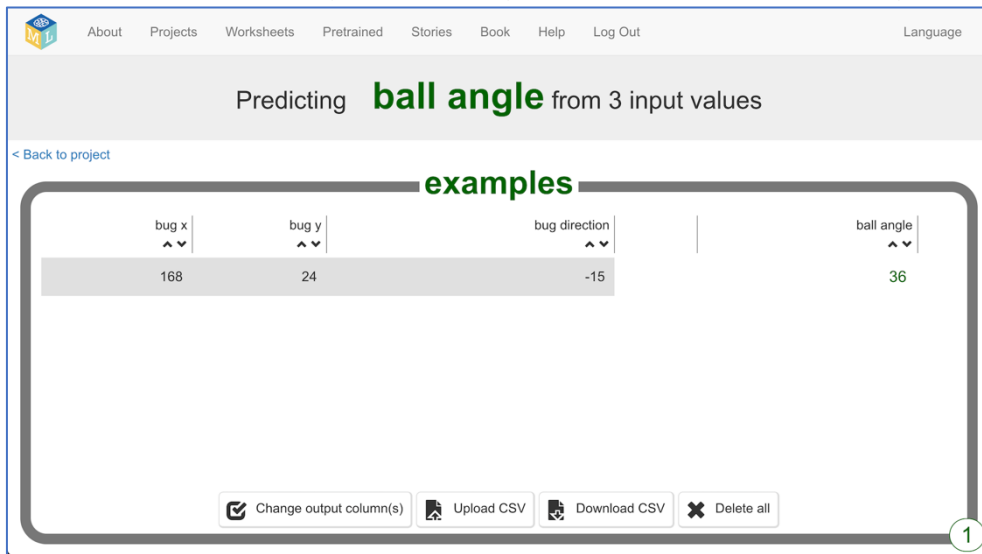 ML About Projects Worksheets Pretrained Stories Book Help Log Out Language
Predicting ball angle from 3 input values
< Back to project
examples
bug x bug y bug direction ball angle
168 24 -15 36
Change output column(s) Upload CSV Download CSV Delete all
1